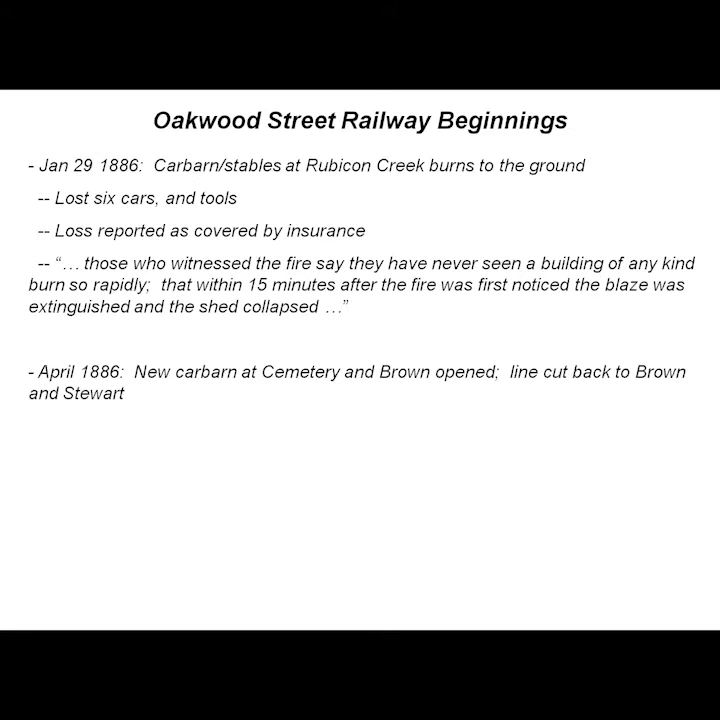 Oakwood Street Railway Beginnings
- Jan 29 1886:  Carbarn/stables at Rubicon Creek burns to the ground
-- Lost six cars, and tools
-- Loss reported as covered by insurance
-- “… those who witnessed the fire say they have never seen a building of any kind
burn so rapidly;  that within 15 minutes after the fire was first noticed the blaze was
extinguished and the shed collapsed …”
- April 1886:  New carbarn at Cemetery and Brown opened;  line cut back to Brown
and Stewart